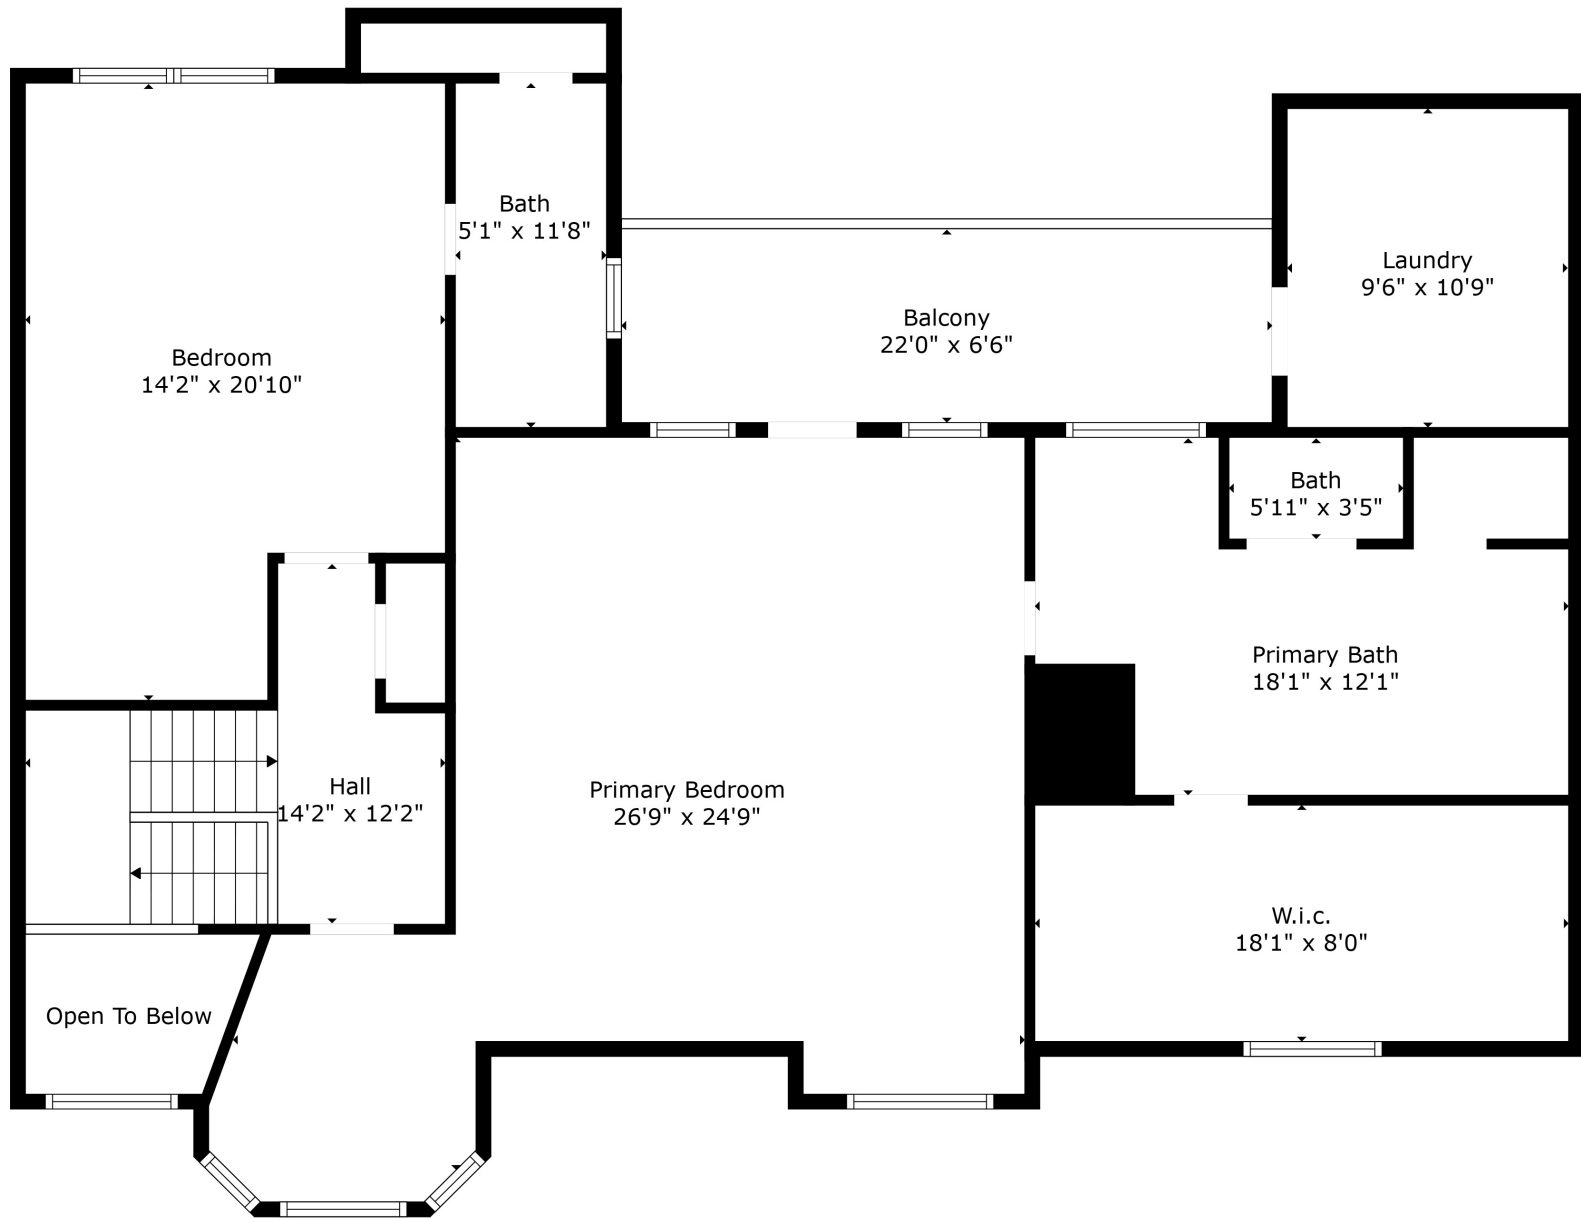 Bath
5'1" x 11'8"
Laundry
9'6" x 10'9"
Balcony
22'0" x 6'6"
Bedroom
14'2" x 20'10"
Bath
5'11" x 3'5"
Primary Bath
18'1" x 12'1"
Hall
14'2" x 12'2"
Primary Bedroom
26'9" x 24'9"
W.i.c.
18'1" x 8'0"
Open To Below